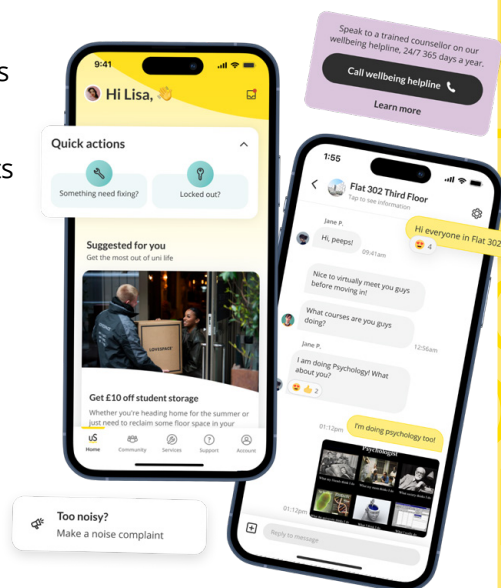 s
ts
Speak to a trained counsellor on our
wellbeing helpline, 24/7 365 days a year.
Call wellbeing helpline
Learn more
9:41
Hi Lisa,
Quick actions
Something need fixing?
Locked out?
Suggested for you
Get the most out of uni life
LOVESPACE
Get £10 off student storage
Whether you're heading home for the summer or
just need to reclaim some floor space in your
uS
Home
Community
Services
Support
Account
Too noisy?
Make a noise complaint
1:55
Flat 302 Third Floor
Tap to see information
Hi everyone in Flat 302
4
Jane P.
Hi, peeps!
09:41am
Nice to virtually meet you guys
before moving in!
What courses are you guys
doing?
12:56am
Jane P.
I am doing Psychology! What
about you?
2
01:12pm
I'm doing psychology too!
Psychologist
01:12pm
Reply to message